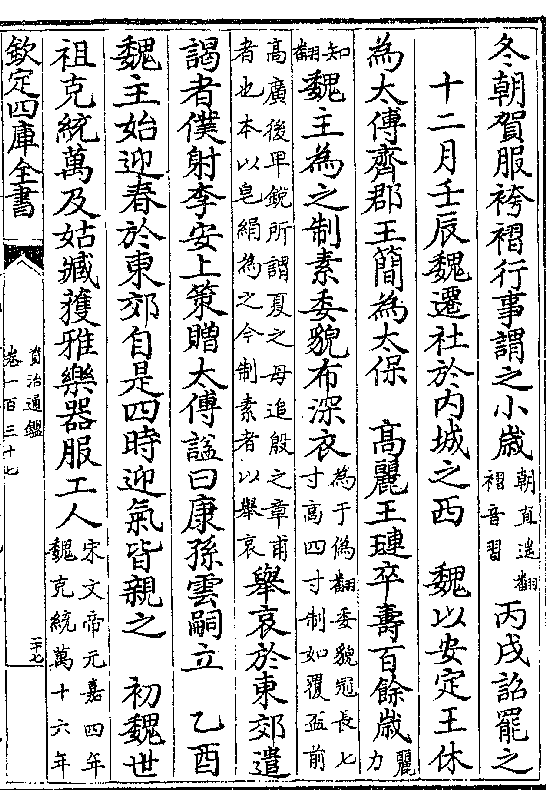 冬朝賀服袴褶行事謂之小歳朝直遥翻褶音習丙戌詔罷之
十二月壬辰魏遷社於内城之西　魏以安定王休
為太傅齊郡王簡為太保　高麗王璉卒壽百餘歳麗力
知翻魏主為之制素委貌布深衣為于偽翻委貌冠長七寸高四寸制如覆盃前
高廣後卑銳所謂夏之母追殷之章甫者也本以皂絹為之今制素者以舉哀舉哀於東郊遣
謁者僕射李安上策贈太傅諡曰康孫雲嗣立　乙酉
魏主始迎春於東郊自是四時迎氣皆親之　初魏世
祖克統萬及姑臧獲雅樂器服工人宋文帝元嘉四年魏克統萬十六年
欽定四庫全書
資治通鑑
卷一百三十七
二十七